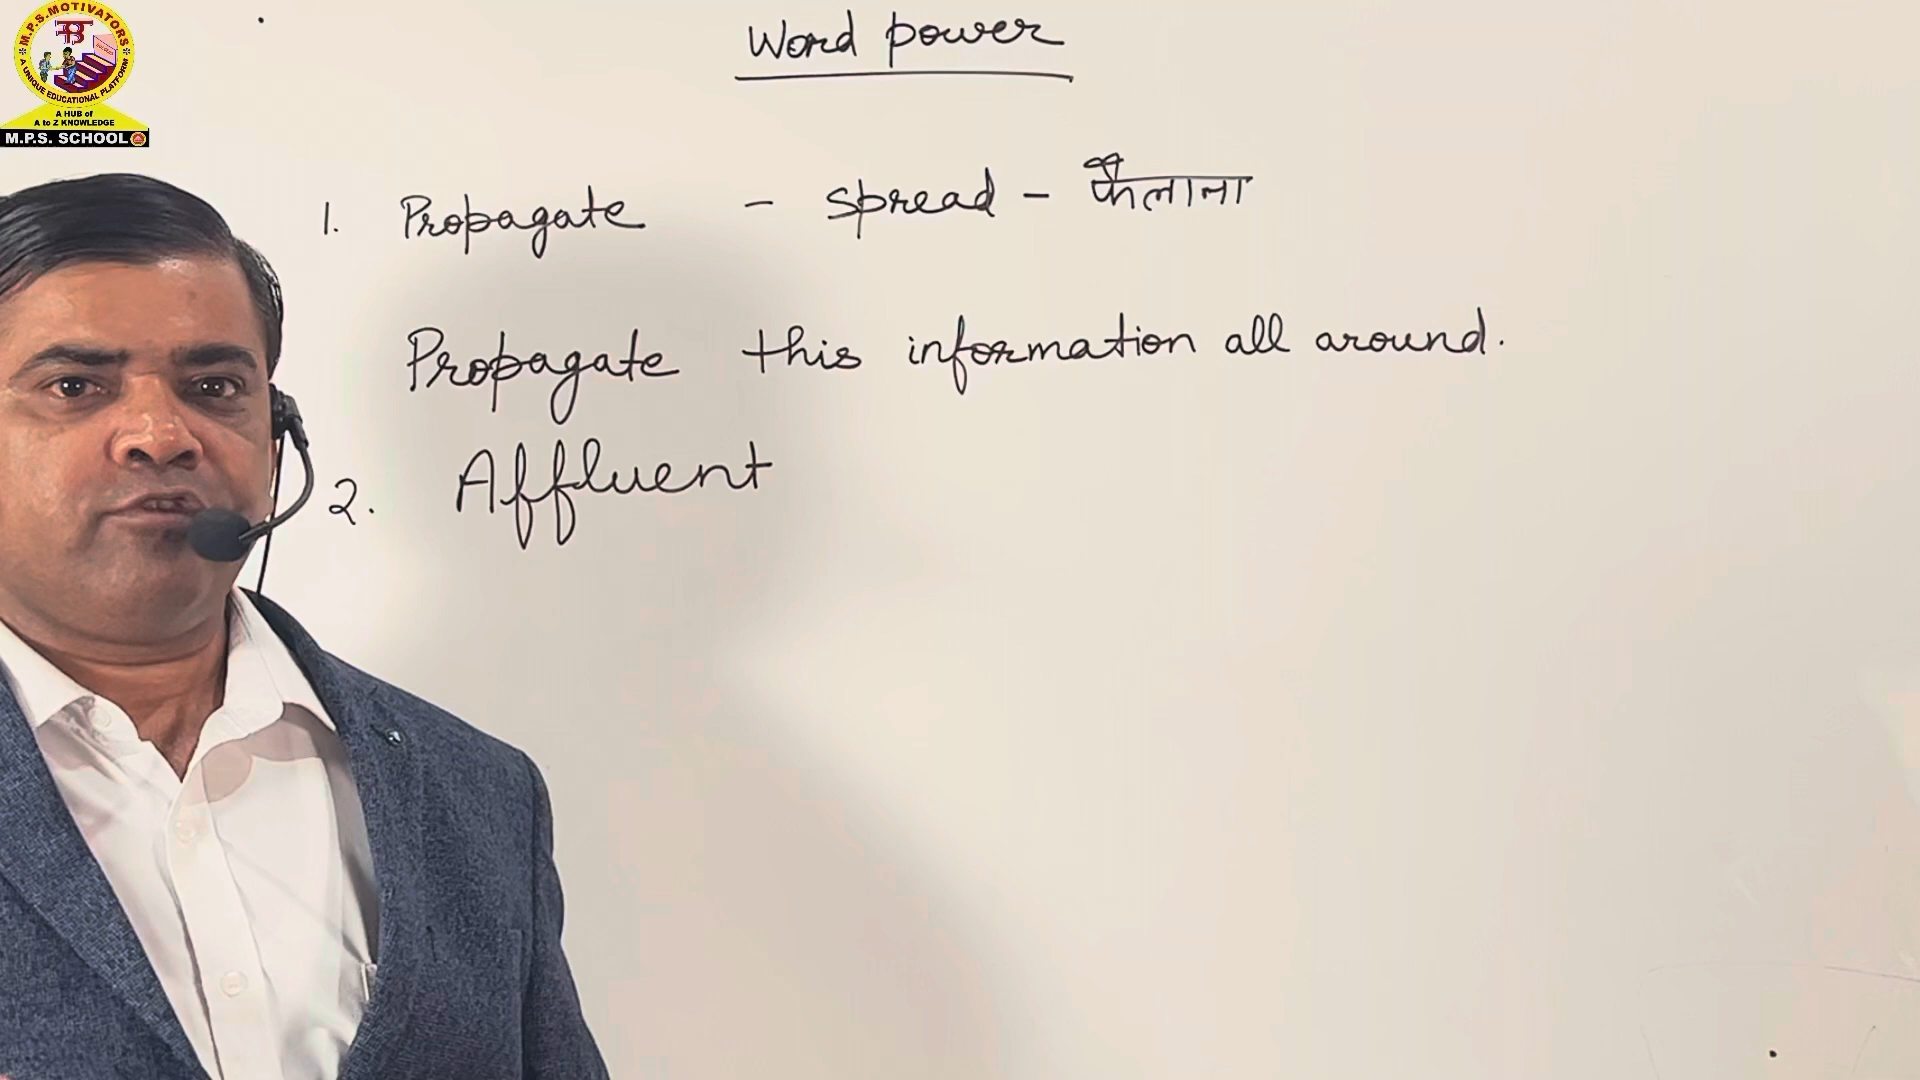 M.P.S.MOTIVATORS
A UNIQUE EDUCATIONAL PLATFORM
A HUB of
A to Z KNOWLEDGE
M.P.S. SCHOOL
Word power
1. Propagate - spread - फैलाना
Propagate this information all around.
2. Affluent